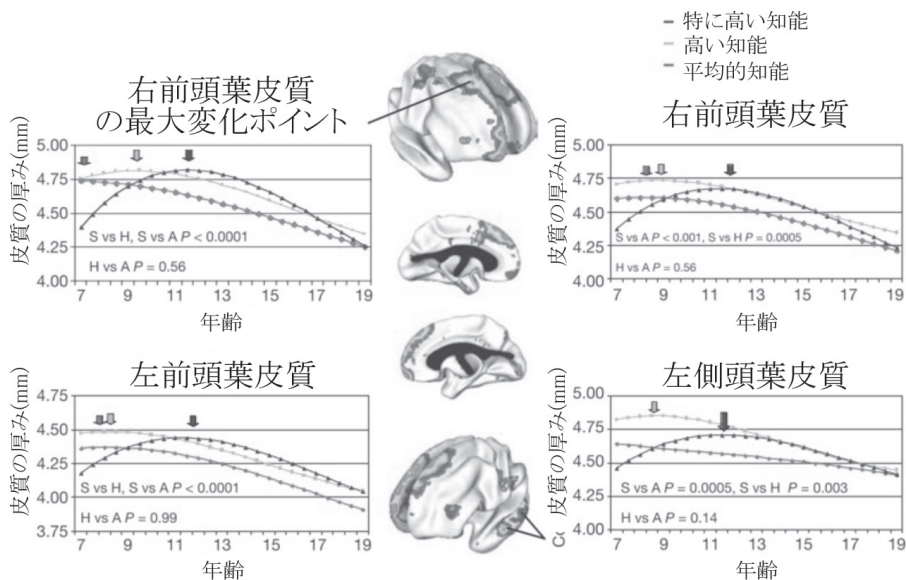 特に高い知能
高い知能
平均的知能
右前頭葉皮質
の最大変化ポイント
皮質の厚み(mm)
5.00
4.75
4.50
4.25
4.00
S vs H, S vs A P < 0.0001
H vs A P = 0.56
7 9 11 13 15 17 19
年齢
右前頭葉皮質
皮質の厚み(mm)
5.00
4.75
4.50
4.25
4.00
S vs A P < 0.001, S vs H P = 0.0005
H vs A P = 0.56
7 9 11 13 15 17 19
年齢
左前頭葉皮質
皮質の厚み(mm)
4.75
4.50
4.25
4.00
3.75
S vs H, S vs A P < 0.0001
H vs A P = 0.99
7 9 11 13 15 17 19
年齢
左側頭葉皮質
皮質の厚み(mm)
5.00
4.75
4.50
4.25
4.00
S vs A P = 0.0005, S vs H P = 0.003
H vs A P = 0.14
7 9 11 13 15 17 19
年齢